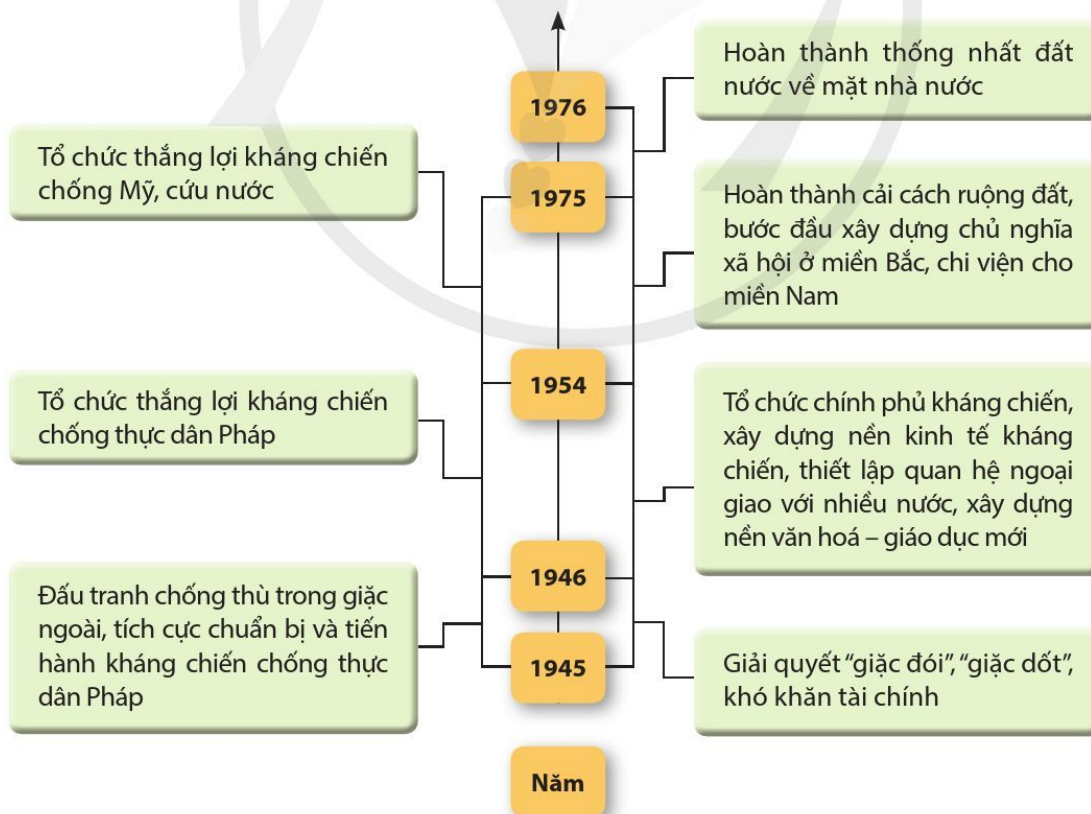 Hoàn thành thống nhất đất
nước về mặt nhà nước
1976
Tổ chức thắng lợi kháng chiến
chống Mỹ, cứu nước
1975
Hoàn thành cải cách ruộng đất,
bước đầu xây dựng chủ nghĩa
xã hội ở miền Bắc, chi viện cho
miền Nam
1954
Tổ chức thắng lợi kháng chiến
chống thực dân Pháp
Tổ chức chính phủ kháng chiến,
xây dựng nền kinh tế kháng
chiến, thiết lập quan hệ ngoại
giao với nhiều nước, xây dựng
nền văn hoá – giáo dục mới
1946
Đấu tranh chống thù trong giặc
ngoài, tích cực chuẩn bị và tiến
hành kháng chiến chống thực
dân Pháp
1945
Giải quyết “giặc đói”, “giặc dốt”,
khó khăn tài chính
Năm